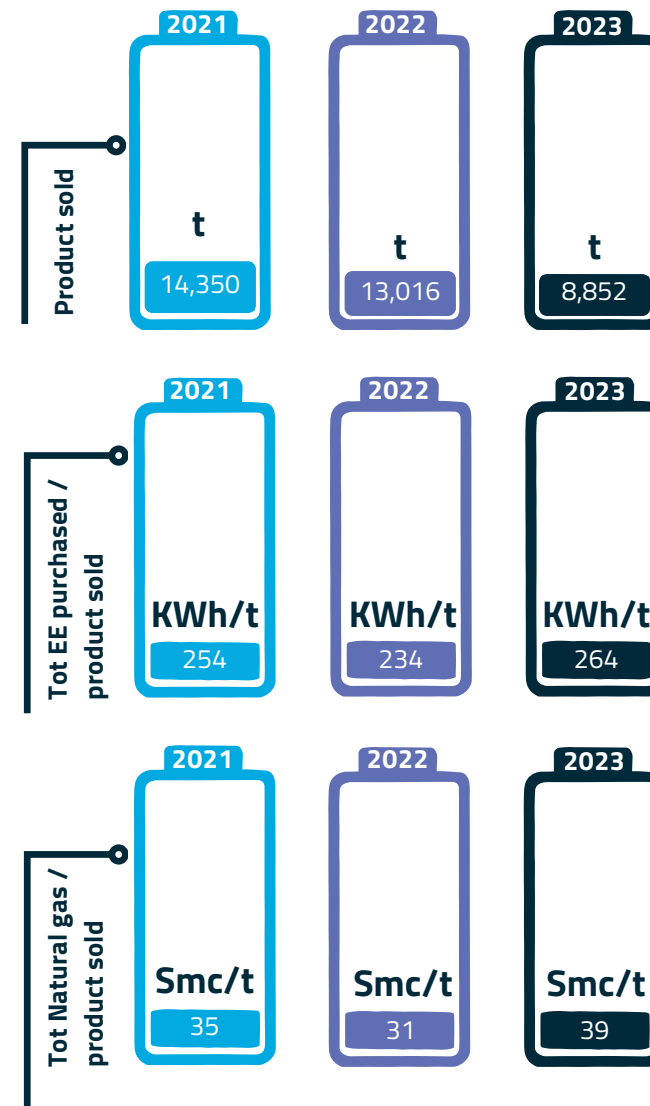 2021
2022
2023
Product sold
t
t
t
14,350
13,016
8,852
2021
2022
2023
Tot EE purchased /
product sold
KWh/t
KWh/t
KWh/t
254
234
264
2021
2022
2023
Tot Natural gas /
product sold
Smc/t
Smc/t
Smc/t
35
31
39